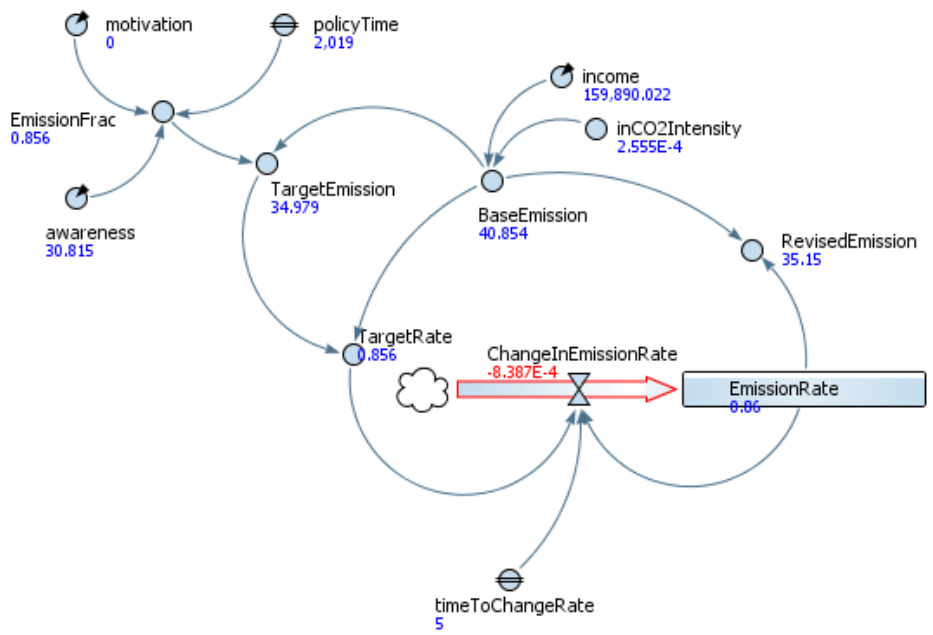 motivation
0
policyTime
2,019
EmissionFrac
0.856
income
159,890.022
inCO2Intensity
2.555E-4
TargetEmission
34.979
BaseEmission
40.854
awareness
30.815
RevisedEmission
35.15
TargetRate
0.856
ChangeInEmissionRate
-8.387E-4
EmissionRate
0.86
timeToChangeRate
5